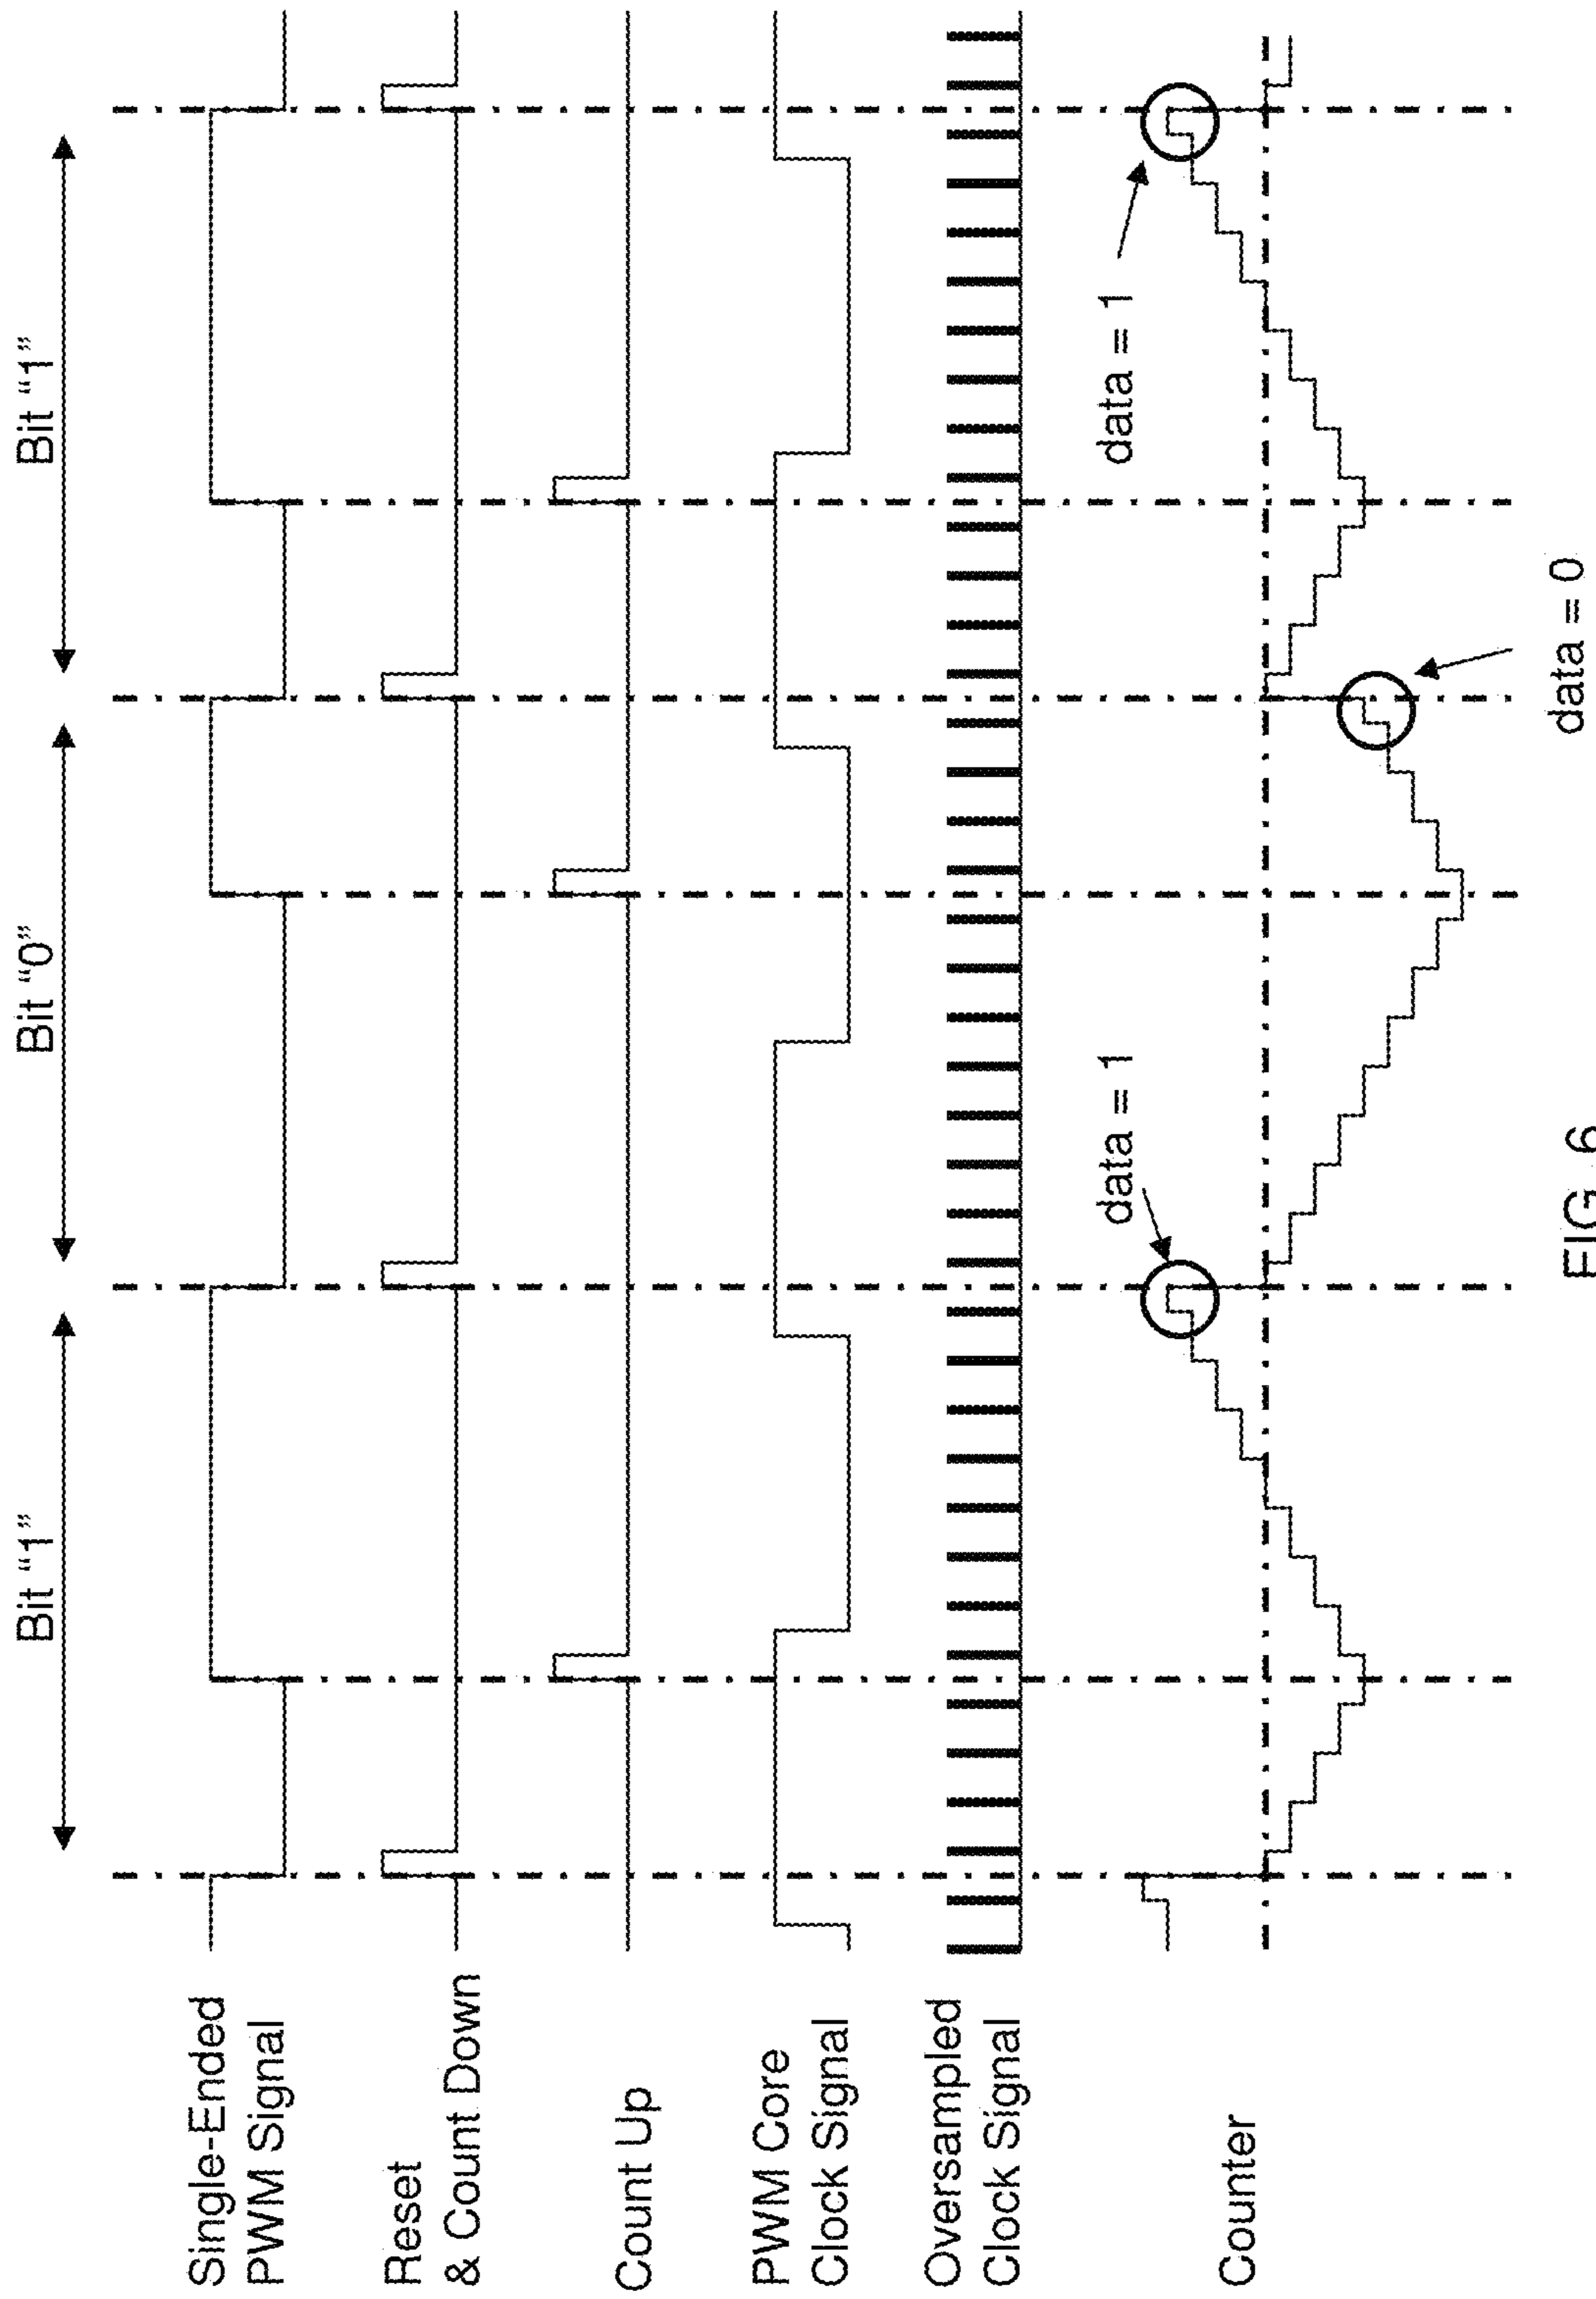 Bit “1”
Bit “0”
Bit “1”
Single-Ended
PWM Signal
Reset
& Count Down
Count Up
PWM Core
Clock Signal
Oversampled
Clock Signal
data = 1
data = 1
Counter
data = 0
FIG. 6